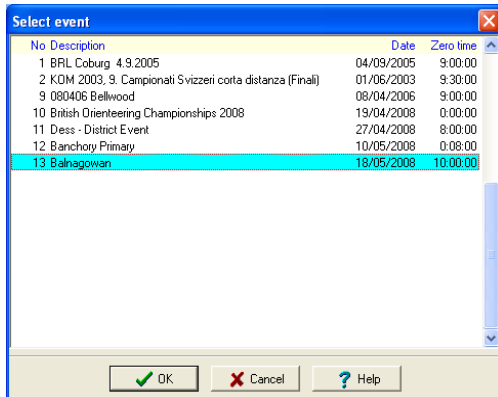 Select event
No Description Date Zero time
1 BRL Coburg 4.9.2005 04/09/2005 9:00:00
2 KOM 2003, 9. Campionati Svizzeri corta distanza (Finali) 01/06/2003 9:30:00
9 080406 Bellwood 08/04/2006 9:00:00
10 British Orienteering Championships 2008 19/04/2008 0:00:00
11 Dess - District Event 27/04/2008 8:00:00
12 Banchory Primary 10/05/2008 0:08:00
13 Balnagowan 18/05/2008 10:00:00
OK Cancel Help